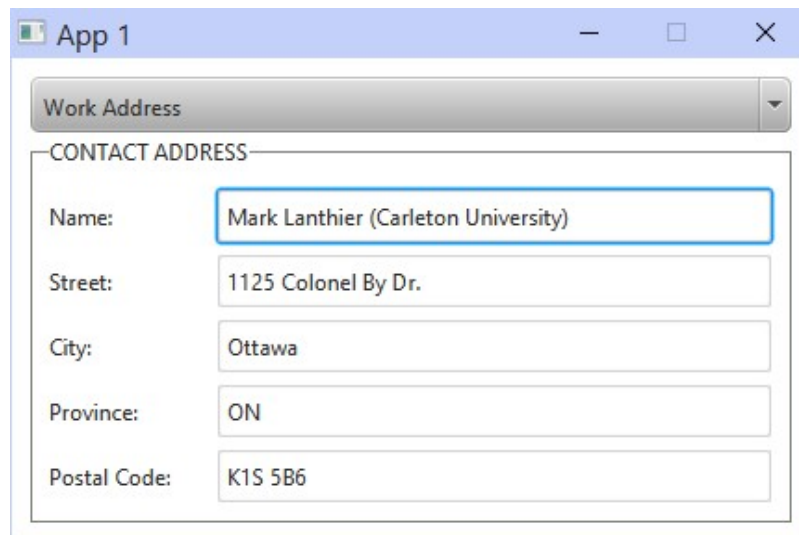 App 1
Work Address
CONTACT ADDRESS
Name: Mark Lanthier (Carleton University)
Street: 1125 Colonel By Dr.
City: Ottawa
Province: ON
Postal Code: K1S 5B6